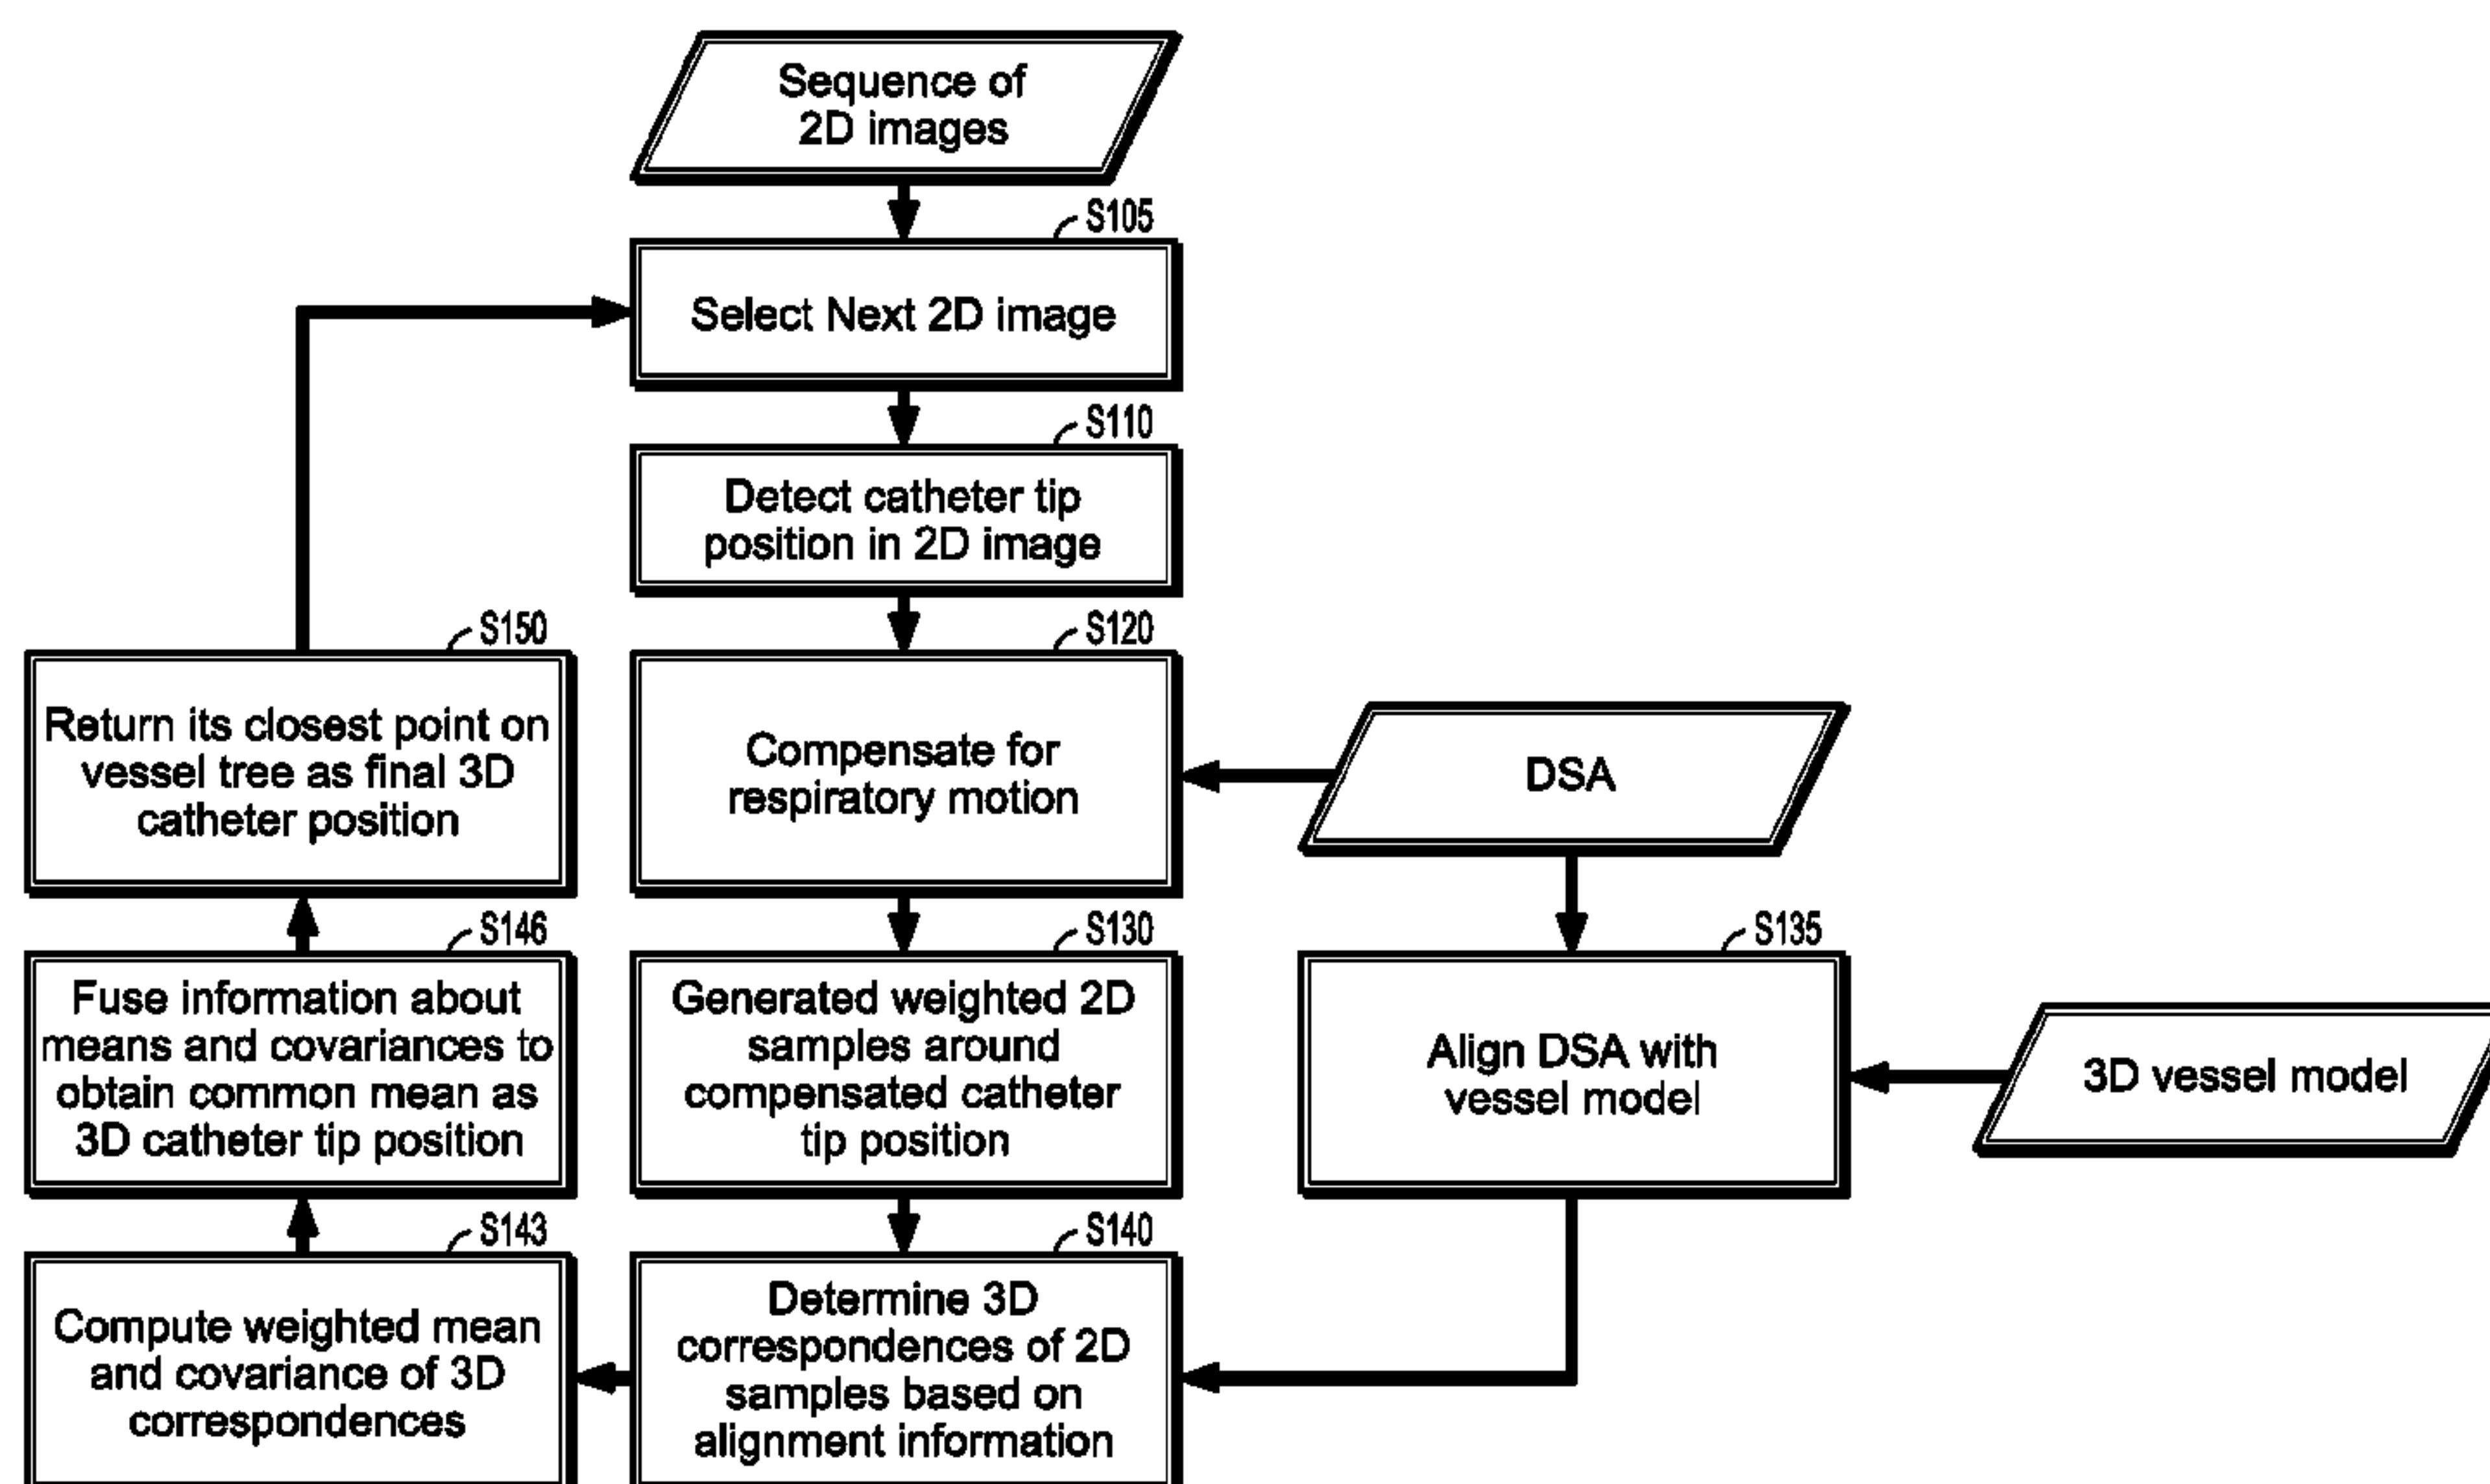 Sequence of
2D images
S105
Select Next 2D image
S110
Detect catheter tip
position in 2D image
S150
Return its closest point on
vessel tree as final 3D
catheter position
S120
Compensate for
respiratory motion
DSA
S146
Fuse information about
means and covariances to
obtain common mean as
3D catheter tip position
S130
Generated weighted 2D
samples around
compensated catheter
tip position
S135
Align DSA with
vessel model
3D vessel model
S143
Compute weighted mean
and covariance of 3D
correspondences
S140
Determine 3D
correspondences of 2D
samples based on
alignment information